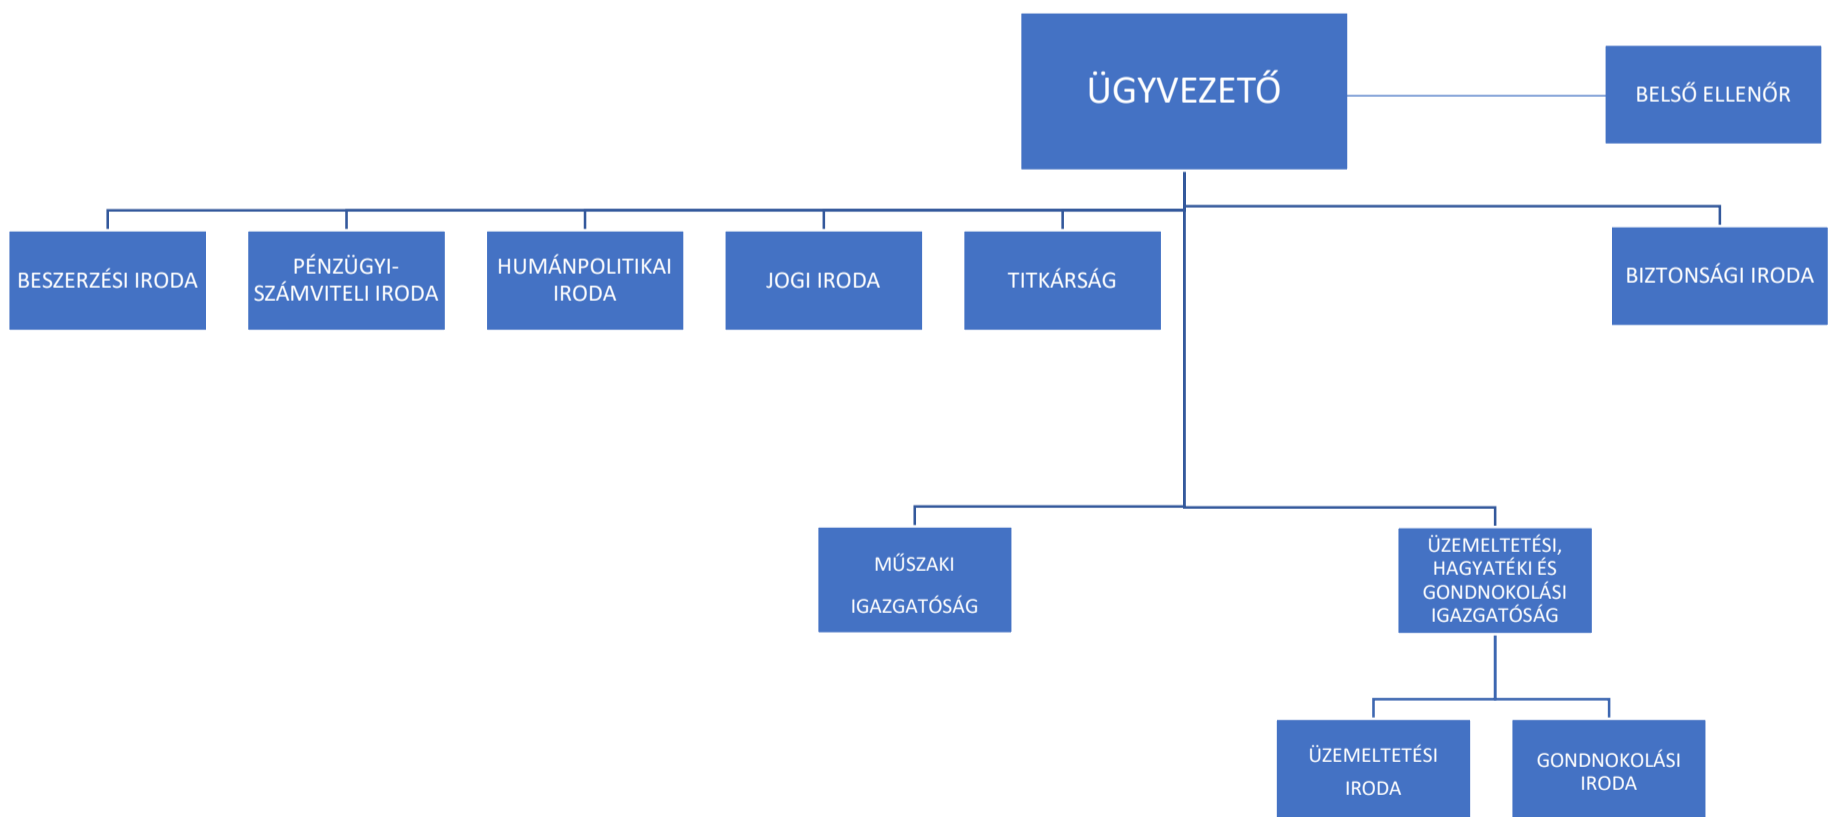 ÜGYVEZETŐ
BELSŐ ELLENŐR
BESZERZÉSI IRODA
PÉNZÜGYI-
SZÁMVITELI IRODA
HUMÁNPOLITIKAI
IRODA
JOGI IRODA
TITKÁRSÁG
BIZTONSÁGI IRODA
MŰSZAKI
IGAZGATÓSÁG
ÜZEMELTETÉSI,
HAGYATÉKI ÉS
GONDNOKOLÁSI
IGAZGATÓSÁG
ÜZEMELTETÉSI
IRODA
GONDNOKOLÁSI
IRODA